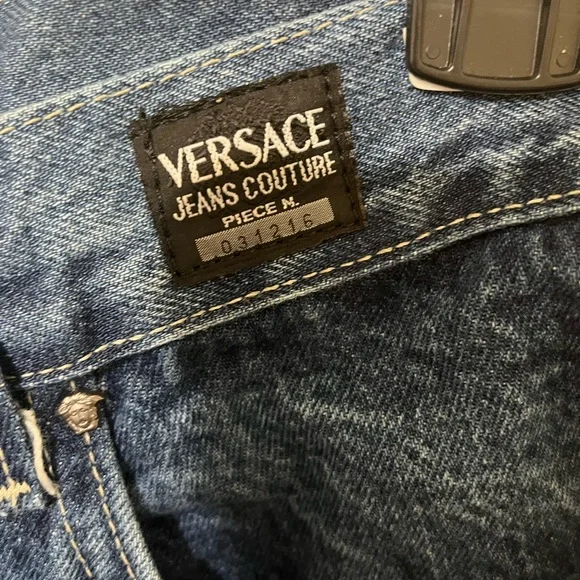 VERSACE
JEANS COUTURE
PIECE N.
031216